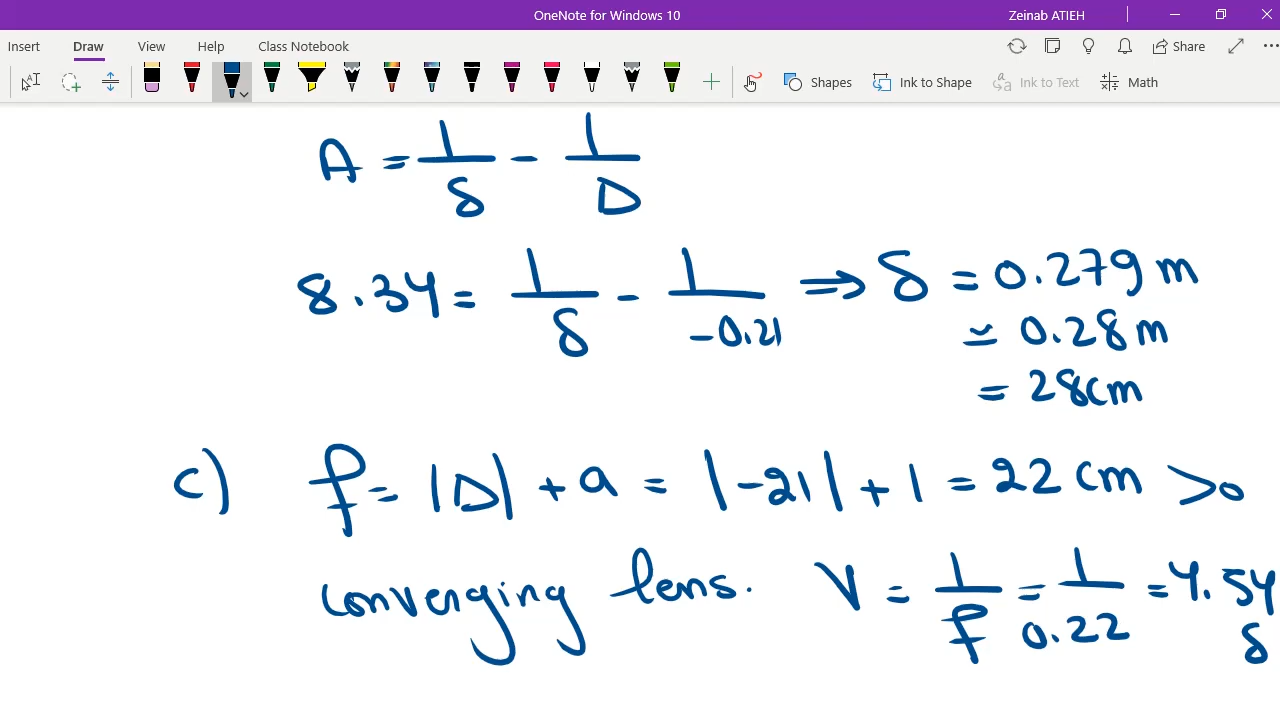 OneNote for Windows 10 Zeinab ATIEH
Insert Draw View Help Class Notebook Share
Shapes Ink to Shape Ink to Text Math
A = 1/δ - 1/D
8.34 = 1/δ - 1/-0.21 ⇒ δ = 0.279 m
≃ 0.28 m
= 28 cm
c) f = |D| + a = |-21| + 1 = 22 cm >0
converging lens. V = 1/f = 1/0.22 = 4.54
δ